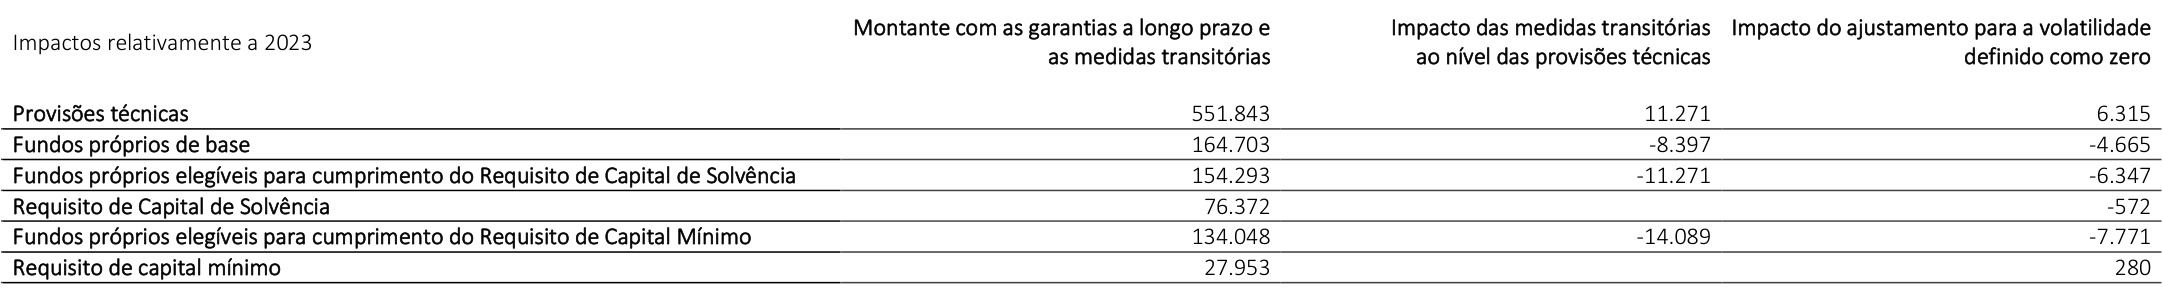 Impactos relativamente a 2023 Montante com as garantias a longo prazo e as medidas transitórias Impacto das medidas transitórias ao nível das provisões técnicas Impacto do ajustamento para a volatilidade definido como zero
Provisões técnicas 551.843 11.271 6.315
Fundos próprios de base 164.703 -8.397 -4.665
Fundos próprios elegíveis para cumprimento do Requisito de Capital de Solvência 154.293 -11.271 -6.347
Requisito de Capital de Solvência 76.372 -572
Fundos próprios elegíveis para cumprimento do Requisito de Capital Mínimo 134.048 -14.089 -7.771
Requisito de capital mínimo 27.953 280